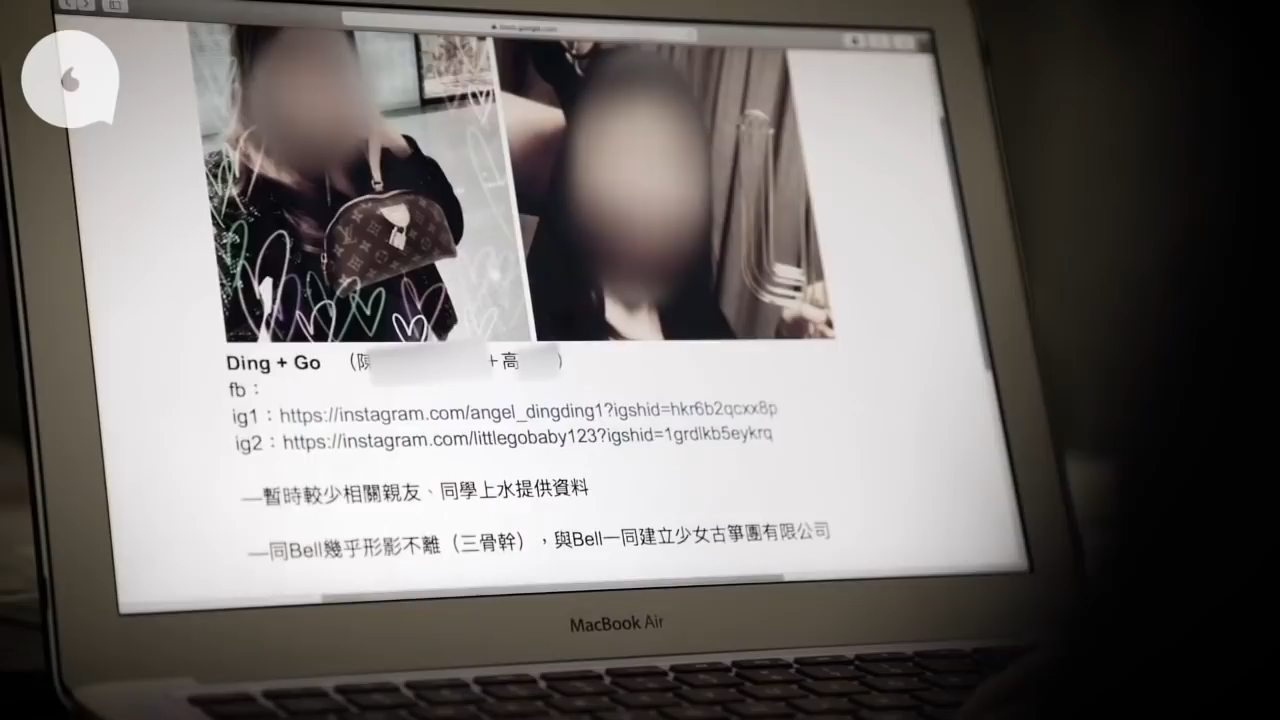 Ding + Go （陳 + 高 ）
fb：
ig1：https://instagram.com/angel_dingding1?igshid=hkr6b2qcxx8p
ig2：https://instagram.com/littlegobaby123?igshid=1grdlkb5eykrq
—暫時較少相關親友、同學上水提供資料
—同Bell幾乎形影不離（三骨幹），與Bell一同建立少女古箏團有限公司
MacBook Air